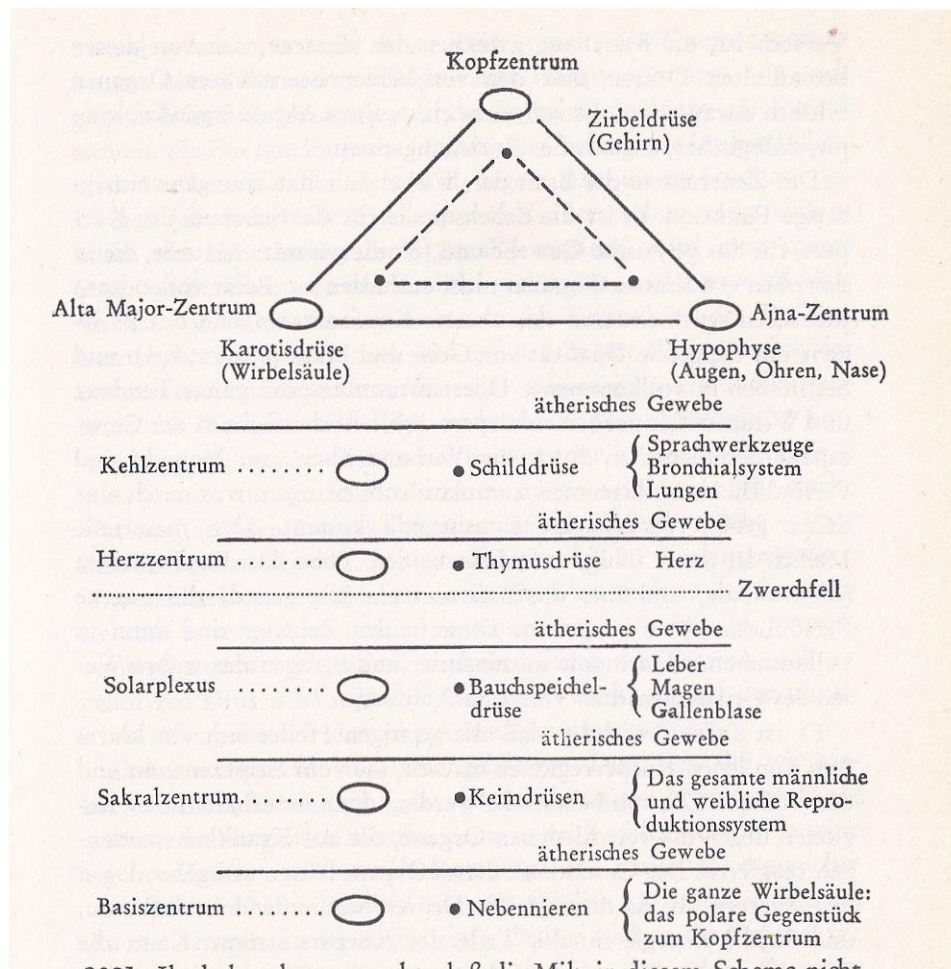 Kopfzentrum
Zirbeldrüse
(Gehirn)
Alta Major-Zentrum
Ajna-Zentrum
Karotisdrüse
(Wirbelsäule)
Hypophyse
(Augen, Ohren, Nase)
ätherisches Gewebe
Kehlzentrum ..... Schilddrüse { Sprachwerkzeuge
Bronchialsystem
Lungen
ätherisches Gewebe
Herzzentrum ..... Thymusdrüse Herz
Zwerchfell
ätherisches Gewebe
Solarplexus ..... Bauchspeichel-
drüse { Leber
Magen
Gallenblase
ätherisches Gewebe
Sakralzentrum ..... Keindrüsen { Das gesamte männliche
und weibliche Repro-
duktionssystem
ätherisches Gewebe
Basiszentrum ..... Nebennieren { Die ganze Wirbelsäule:
das polare Gegenstück
zum Kopfzentrum